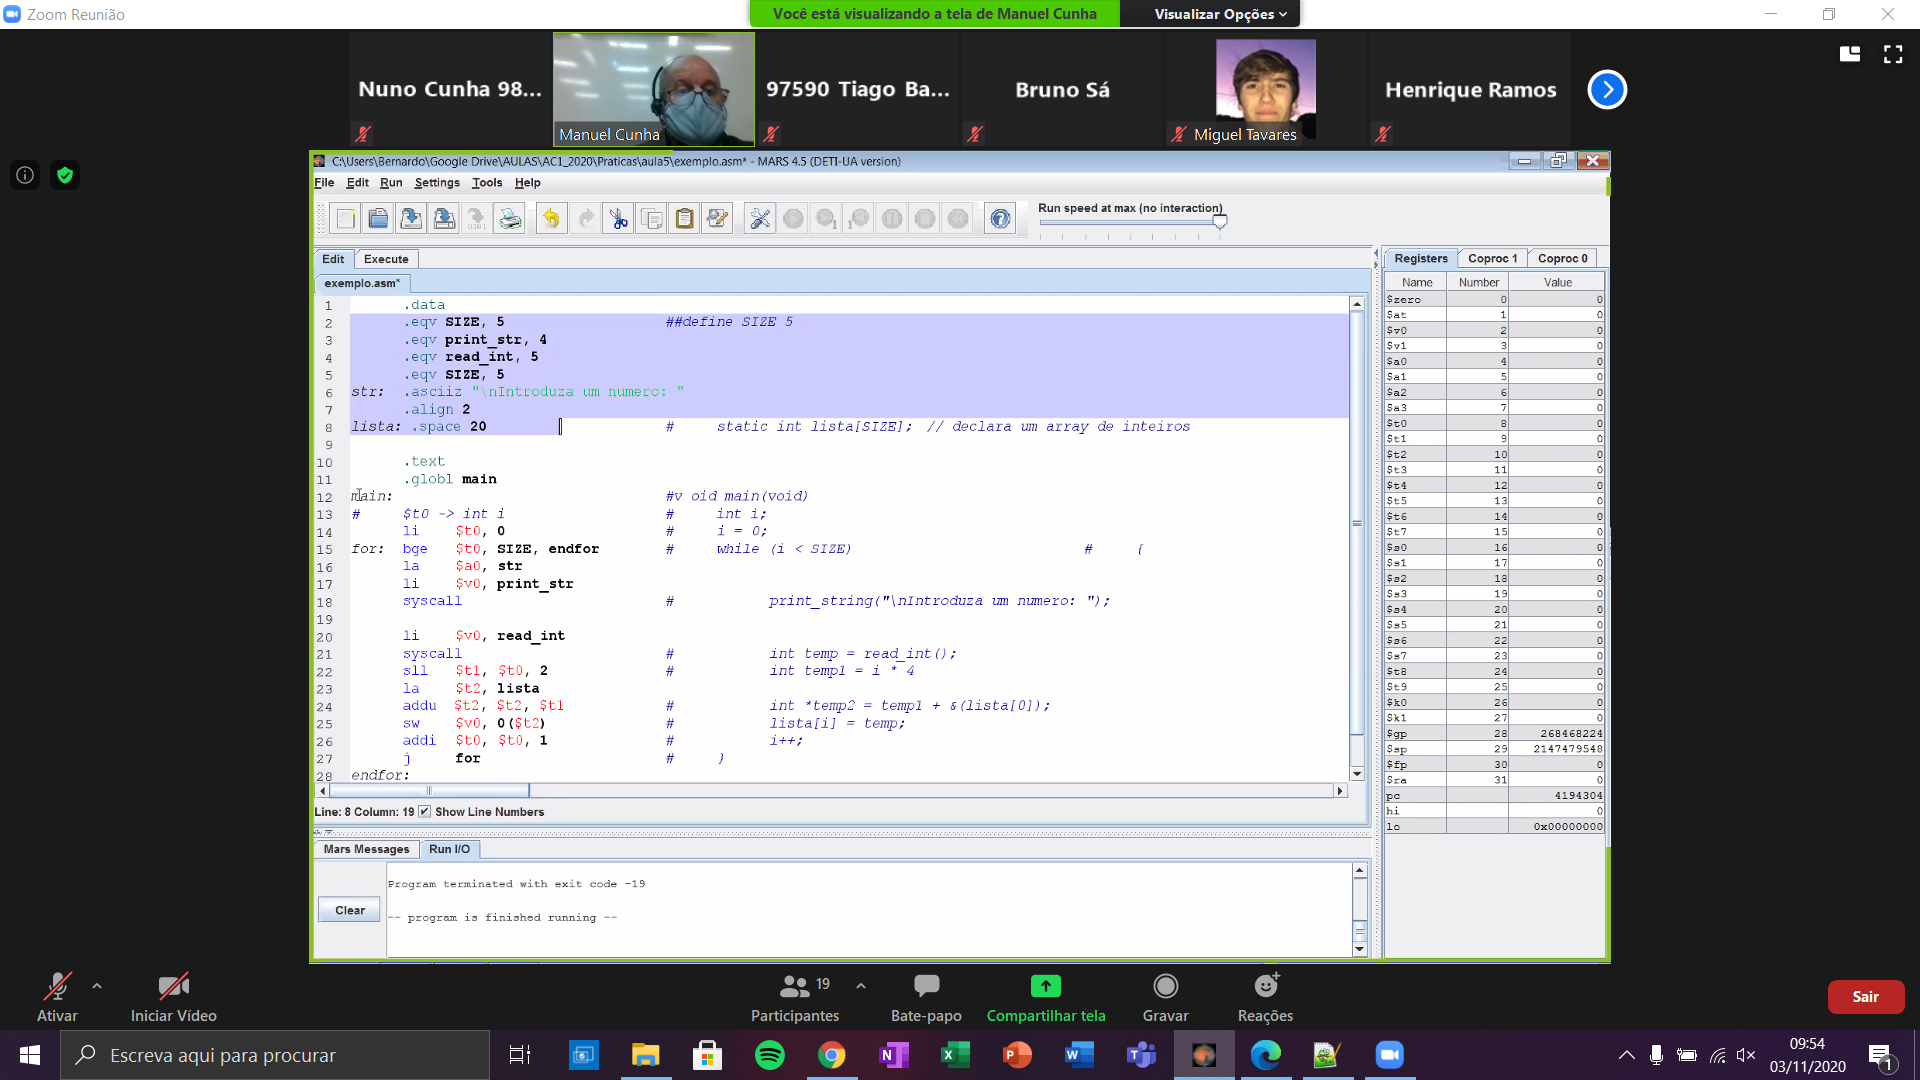 Zoom Reunião
Você está visualizando a tela de Manuel Cunha
Visualizar Opções
Nuno Cunha 98...
Manuel Cunha
97590 Tiago Ba...
Bruno Sá
Miguel Tavares
Henrique Ramos
C:\Users\Bernardo\Google Drive\AULAS\AC1_2020\Praticas\aula5\exemplo.asm* - MARS 4.5 (DETI-UA version)
File Edit Run Settings Tools Help
Run speed at max (no interaction)
Edit Execute
exemplo.asm*
1 .data
2 .eqv SIZE, 5 ##define SIZE 5
3 .eqv print_str, 4
4 .eqv read_int, 5
5 .eqv SIZE, 5
6 str: .asciiz "\nIntroduza um numero: "
7 .align 2
8 lista: .space 20 # static int lista[SIZE]; // declara um array de inteiros
9
10 .text
11 .globl main
12 main: #v oid main(void)
13 # $t0 -> int i # int i;
14 li $t0, 0 # i = 0;
15 for: bge $t0, SIZE, endfor # while (i < SIZE) # {
16 la $a0, str
17 li $v0, print_str
18 syscall # print_string("\nIntroduza um numero: ");
19
20 li $v0, read_int
21 syscall # int temp = read_int();
22 sll $t1, $t0, 2 # int temp1 = i * 4
23 la $t2, lista
24 addu $t2, $t2, $t1 # int *temp2 = temp1 + &(lista[0]);
25 sw $v0, 0($t2) # lista[i] = temp;
26 addi $t0, $t0, 1 # i++;
27 j for # }
28 endfor:
Line: 8 Column: 19 Show Line Numbers
Mars Messages Run I/O
Program terminated with exit code -19
-- program is finished running --
Clear
Registers Coproc 1 Coproc 0
Name Number Value
$zero 0 0
$at 1 0
$v0 2 0
$v1 3 0
$a0 4 0
$a1 5 0
$a2 6 0
$a3 7 0
$t0 8 0
$t1 9 0
$t2 10 0
$t3 11 0
$t4 12 0
$t5 13 0
$t6 14 0
$t7 15 0
$s0 16 0
$s1 17 0
$s2 18 0
$s3 19 0
$s4 20 0
$s5 21 0
$s6 22 0
$s7 23 0
$t8 24 0
$t9 25 0
$k0 26 0
$k1 27 0
$gp 28 268468224
$sp 29 2147479548
$fp 30 0
$ra 31 0
pc 4194304
hi 0
lo 0x00000000
Ativar
Iniciar Vídeo
19
Participantes
Bate-papo
Compartilhar tela
Gravar
Reações
Sair
Escreva aqui para procurar
09:54
03/11/2020
1